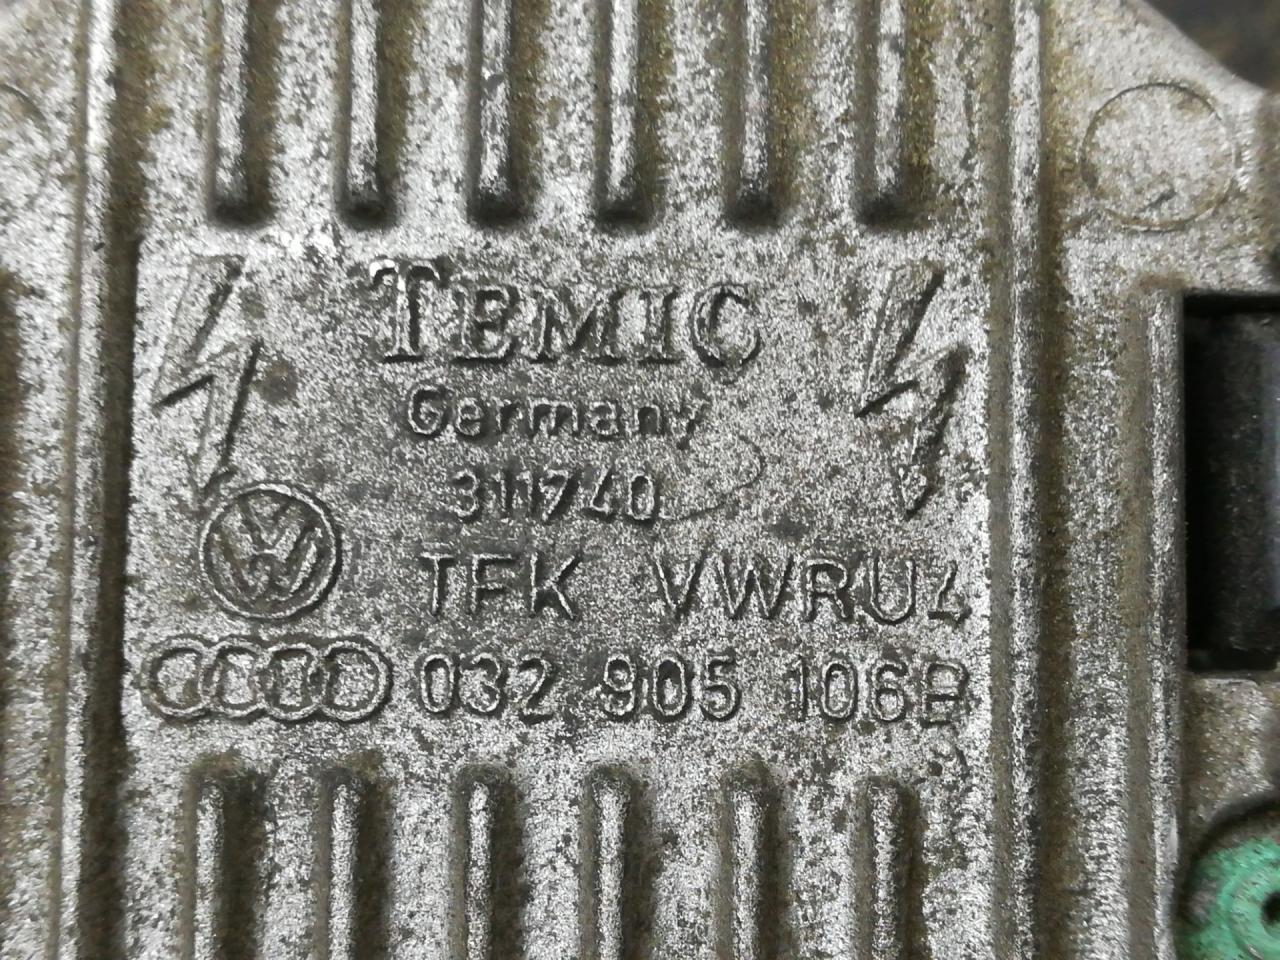 TEMIC
Germany
311740
TFK VWRU4
032 905 106B